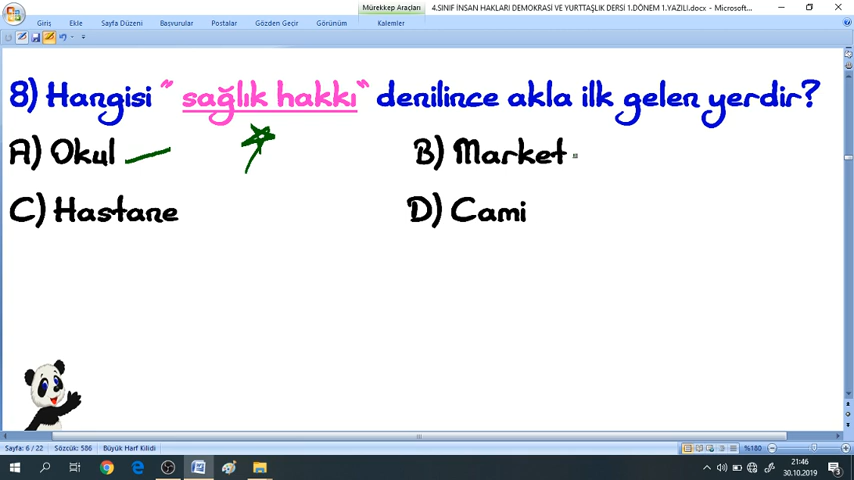 Mürekkep Araçları
4.SINIF İNSAN HAKLARI DEMOKRASİ VE YURTTAŞLIK DERSİ 1.DÖNEM 1.YAZILI.docx - Microsoft...
Giriş Ekle Sayfa Düzeni Başvurular Postalar Gözden Geçir Görünüm Kalemler
8) Hangisi " sağlık hakkı" denilince akla ilk gelen yerdir?
A) Okul B) Market
C) Hastane D) Cami
Sayfa: 6 / 22 Sözcük: 586 Büyük Harf Kilidi %180
21:46
30.10.2019
3